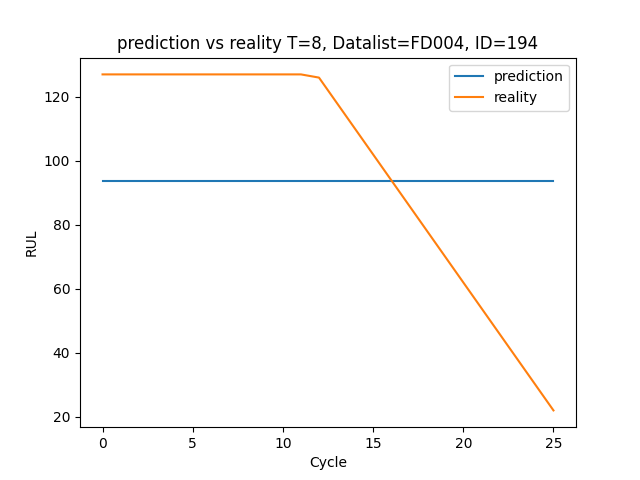 prediction vs reality T=8, Datalist=FD004, ID=194
prediction
reality
RUL
120
100
80
60
40
20
0 5 10 15 20 25
Cycle